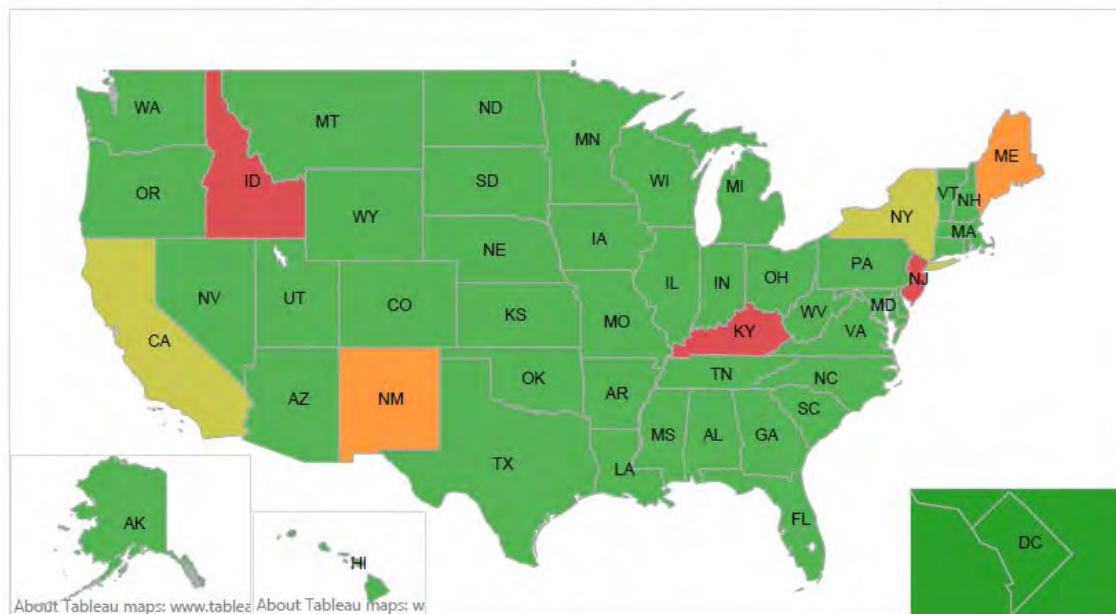 WA
MT
ND
MN
ME
OR
ID
SD
WI
MI
VT
NH
WY
NY
MA
NE
IA
PA
NV
UT
CO
IL
IN
OH
NJ
KS
MO
WV
MD
CA
KY
VA
AZ
NM
OK
AR
TN
NC
SC
TX
MS
AL
GA
LA
FL
AK
HI
DC
About Tableau maps: www.tablea
About Tableau maps: w